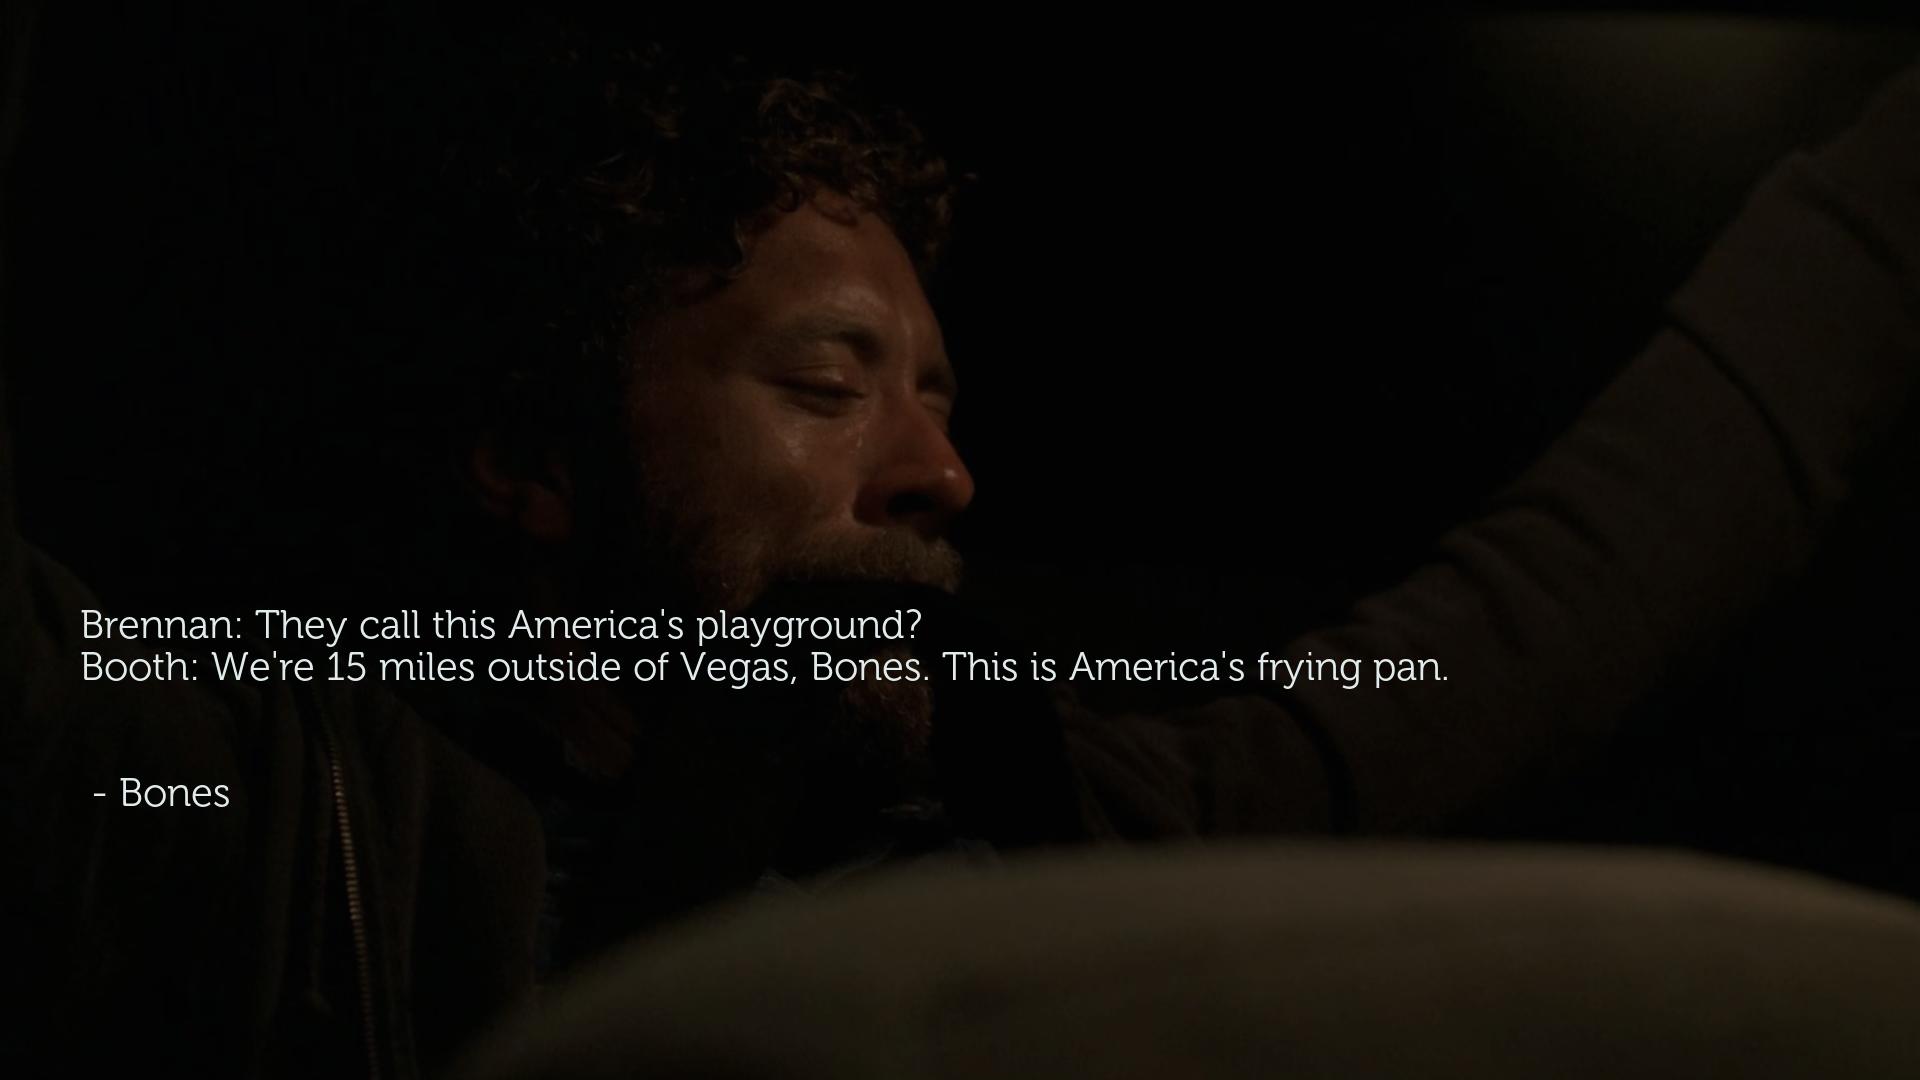 Brennan: They call this America's playground?
Booth: We're 15 miles outside of Vegas, Bones. This is America's frying pan.
- Bones